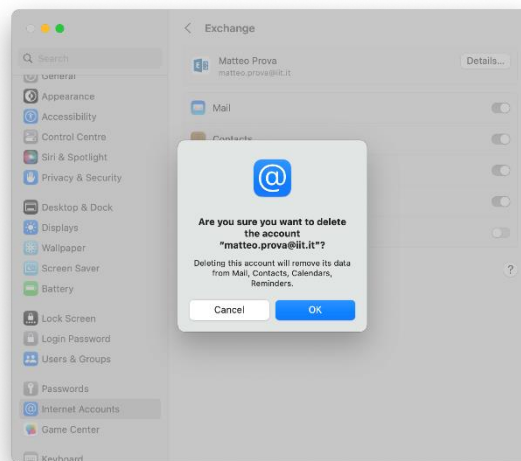 Exchange
Search
General
Appearance
Accessibility
Control Centre
Siri & Spotlight
Privacy & Security
Desktop & Dock
Displays
Wallpaper
Screen Saver
Battery
Lock Screen
Login Password
Users & Groups
Passwords
Internet Accounts
Game Center
Keyboard
Matteo Prova
matteo.prova@iit.it
Details...
Mail
Contacts
@
Are you sure you want to delete
the account
"matteo.prova@iit.it"?
Deleting this account will remove its data
from Mail, Contacts, Calendars,
Reminders.
Cancel
OK
?